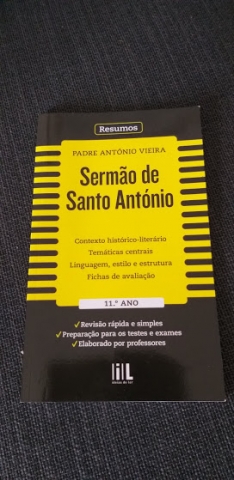 Resumos
PADRE ANTÓNIO VIEIRA
Sermão de
Santo António
Contexto histórico-literário
Temáticas centrais
Linguagem, estilo e estrutura
Fichas de avaliação
11.º ANO
✓Revisão rápida e simples
✓Preparação para os testes e exames
✓Elaborado por professores